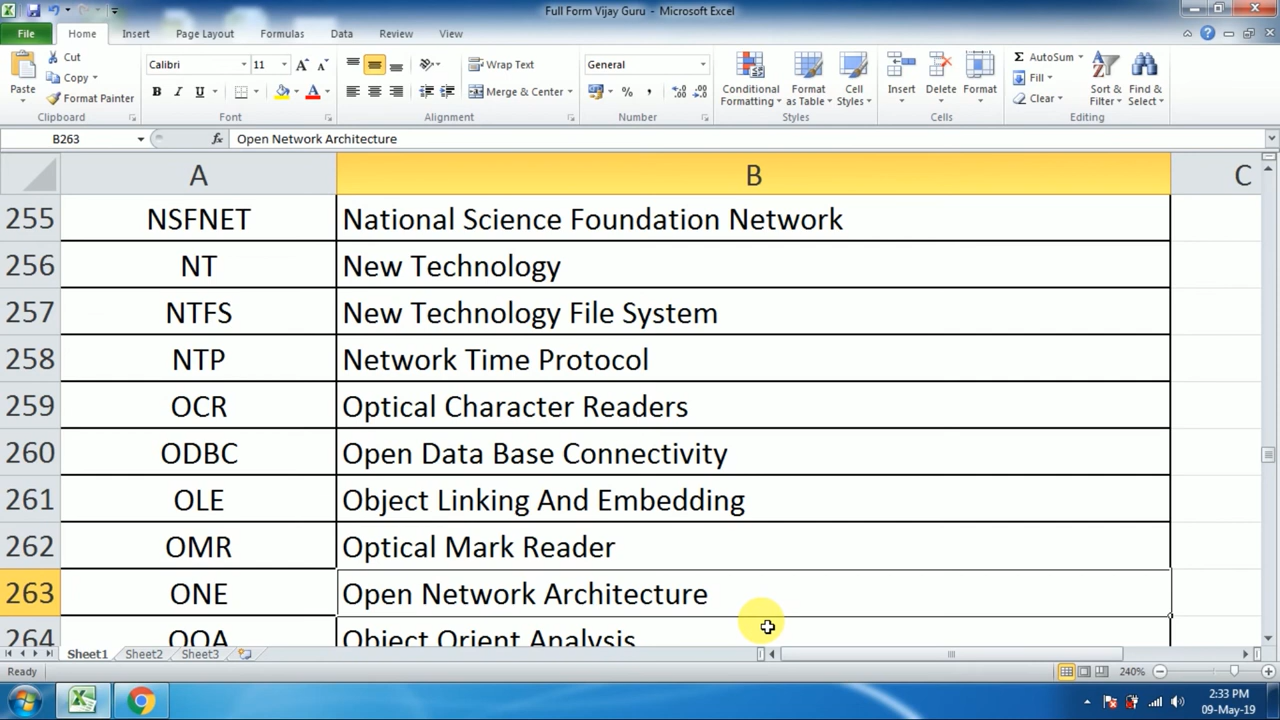 Full Form Vijay Guru - Microsoft Excel
File Home Insert Page Layout Formulas Data Review View
Paste Cut Copy Format Painter
Calibri 11 B I U
Wrap Text Merge & Center
General % ,
Conditional Formatting Format as Table Cell Styles
Insert Delete Format
AutoSum Fill Clear Sort & Filter Find & Select
Clipboard Font Alignment Number Styles Cells Editing
B263 fx Open Network Architecture
A B C
255 NSFNET National Science Foundation Network
256 NT New Technology
257 NTFS New Technology File System
258 NTP Network Time Protocol
259 OCR Optical Character Readers
260 ODBC Open Data Base Connectivity
261 OLE Object Linking And Embedding
262 OMR Optical Mark Reader
263 ONE Open Network Architecture
264 OOA Object Orient Analysis
Sheet1 Sheet2 Sheet3
Ready 240%
2:33 PM
09-May-19